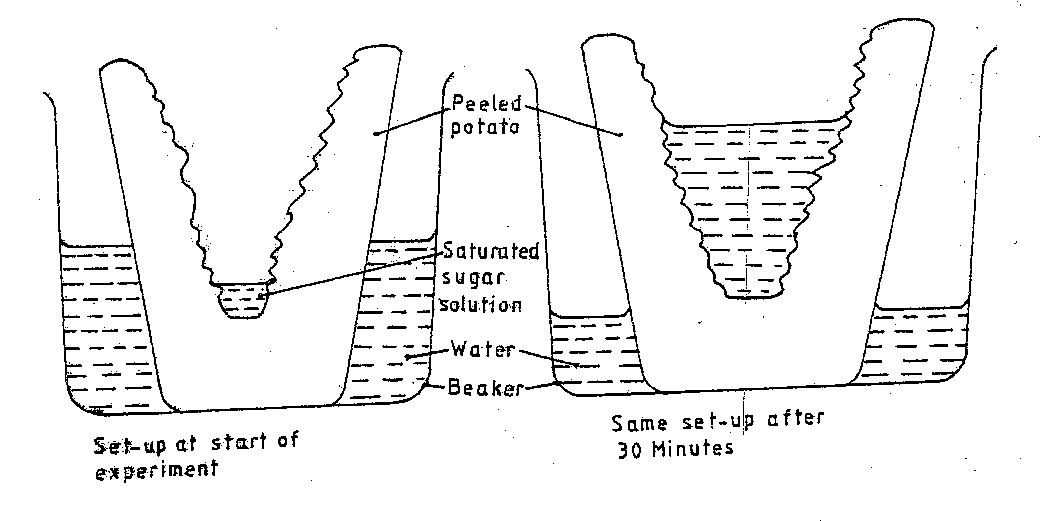 Peeled
potato
Saturated
sugar
solution
Water
Beaker
Set-up at start of
experiment
Same set-up after
30 Minutes